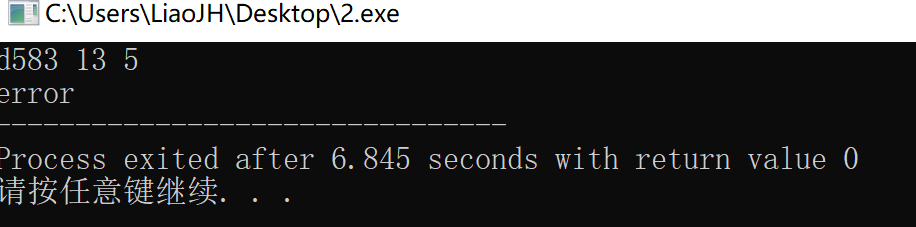 C:\Users\LiaoJH\Desktop\2.exe
d583 13 5
error
--------------------------------
Process exited after 6.845 seconds with return value 0
请按任意键继续. . .